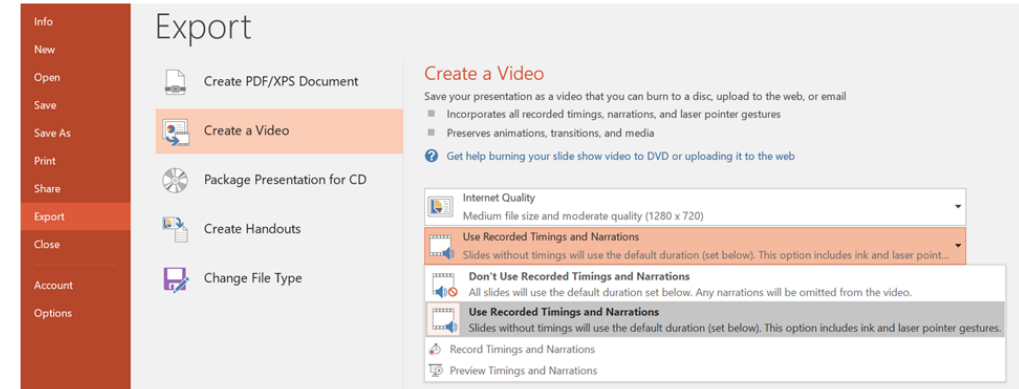 Info
New
Open
Save
Save As
Print
Share
Export
Close
Account
Options
Export
Create PDF/XPS Document
Create a Video
Package Presentation for CD
Create Handouts
Change File Type
Create a Video
Save your presentation as a video that you can burn to a disc, upload to the web, or email
Incorporates all recorded timings, narrations, and laser pointer gestures
Preserves animations, transitions, and media
Get help burning your slide show video to DVD or uploading it to the web
Internet Quality
Medium file size and moderate quality (1280 x 720)
Use Recorded Timings and Narrations
Slides without timings will use the default duration (set below). This option includes ink and laser point...
Don't Use Recorded Timings and Narrations
All slides will use the default duration set below. Any narrations will be omitted from the video.
Use Recorded Timings and Narrations
Slides without timings will use the default duration (set below). This option includes ink and laser pointer gestures.
Record Timings and Narrations
Preview Timings and Narrations